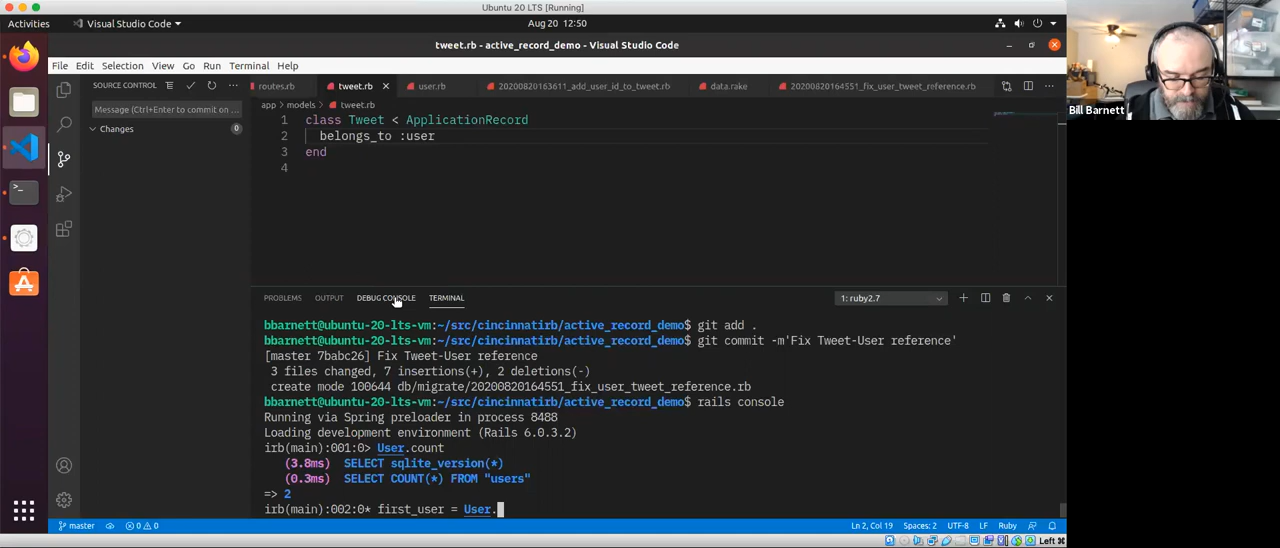 Ubuntu 20 LTS [Running]
Activities Visual Studio Code Aug 20 12:50
tweet.rb - active_record_demo - Visual Studio Code
File Edit Selection View Go Run Terminal Help
SOURCE CONTROL
routes.rb tweet.rb user.rb 20200820163611_add_user_id_to_tweet.rb data.rake 20200820164551_fix_user_tweet_reference.rb
Message (Ctrl+Enter to commit on …
Changes 0
app > models > tweet.rb
1 class Tweet < ApplicationRecord
2 belongs_to :user
3 end
4
Bill Barnett
PROBLEMS OUTPUT DEBUG CONSOLE TERMINAL 1: ruby2.7
bbarnett@ubuntu-20-lts-vm:~/src/cincinnatirb/active_record_demo$ git add .
bbarnett@ubuntu-20-lts-vm:~/src/cincinnatirb/active_record_demo$ git commit -m'Fix Tweet-User reference'
[master 7babc26] Fix Tweet-User reference
3 files changed, 7 insertions(+), 2 deletions(-)
create mode 100644 db/migrate/20200820164551_fix_user_tweet_reference.rb
bbarnett@ubuntu-20-lts-vm:~/src/cincinnatirb/active_record_demo$ rails console
Running via Spring preloader in process 8488
Loading development environment (Rails 6.0.3.2)
irb(main):001:0> User.count
(3.8ms) SELECT sqlite_version(*)
(0.3ms) SELECT COUNT(*) FROM "users"
=> 2
irb(main):002:0* first_user = User.
master 0 0 Ln 2, Col 19 Spaces: 2 UTF-8 LF Ruby
Left ⌘